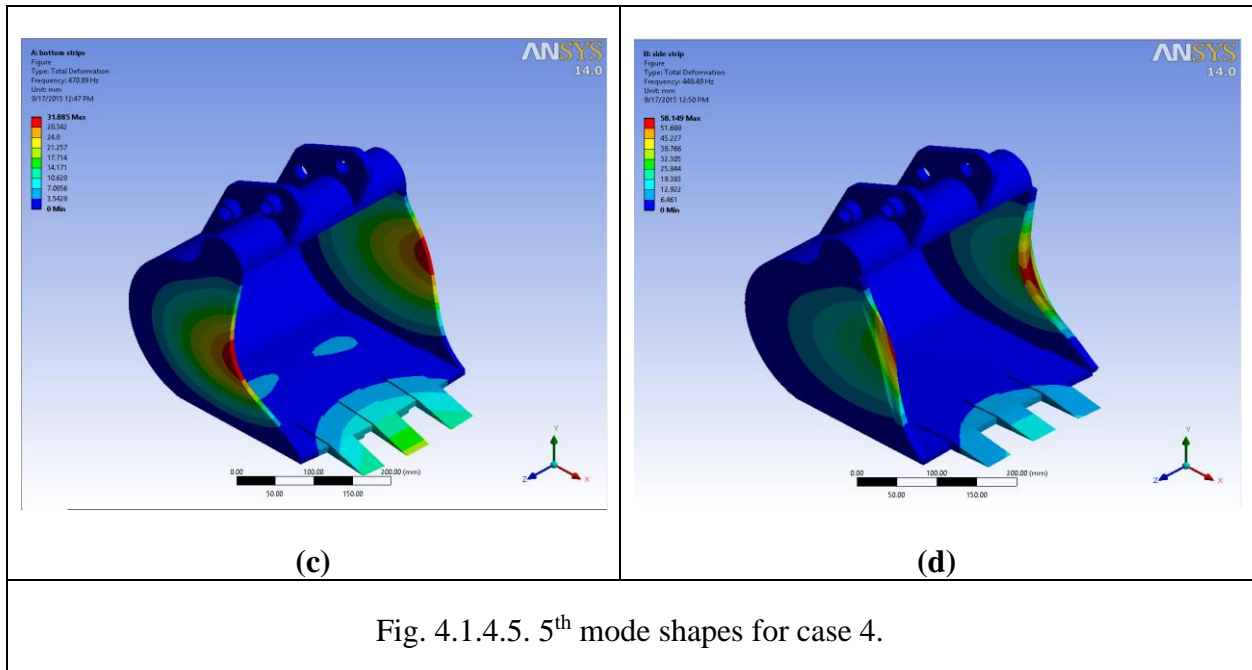 A: bottom strips
Figure
Type: Total Deformation
Frequency: 470.89 Hz
Unit: mm
9/17/2015 12:47 PM
31.885 Max
28.342
24.8
21.257
17.714
14.171
10.628
7.0856
3.5428
0 Min
ANSYS
14.0
Y
Z
X
0.00
100.00
200.00 (mm)
50.00
150.00
(c)
B: side strip
Figure
Type: Total Deformation
Frequency: 448.49 Hz
Unit: mm
9/17/2015 12:50 PM
58.149 Max
51.688
45.227
38.766
32.305
25.844
19.383
12.922
6.461
0 Min
ANSYS
14.0
Y
Z
X
0.00
100.00
200.00 (mm)
50.00
150.00
(d)
Fig. 4.1.4.5. 5th mode shapes for case 4.